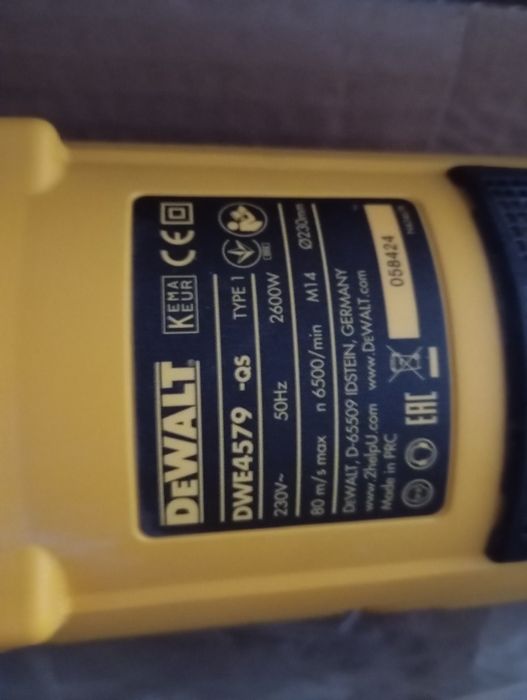 DEWALT
KEMA
KEUR
CE
DWE4579 -QS TYPE 1
230V~ 50Hz 2600W
80 m/s max n 6500/min M14 Ø230mm
DEWALT, D-65509 IDSTEIN, GERMANY
www.2helpU.com www.DEWALT.com
Made in PRC
EAC
058424